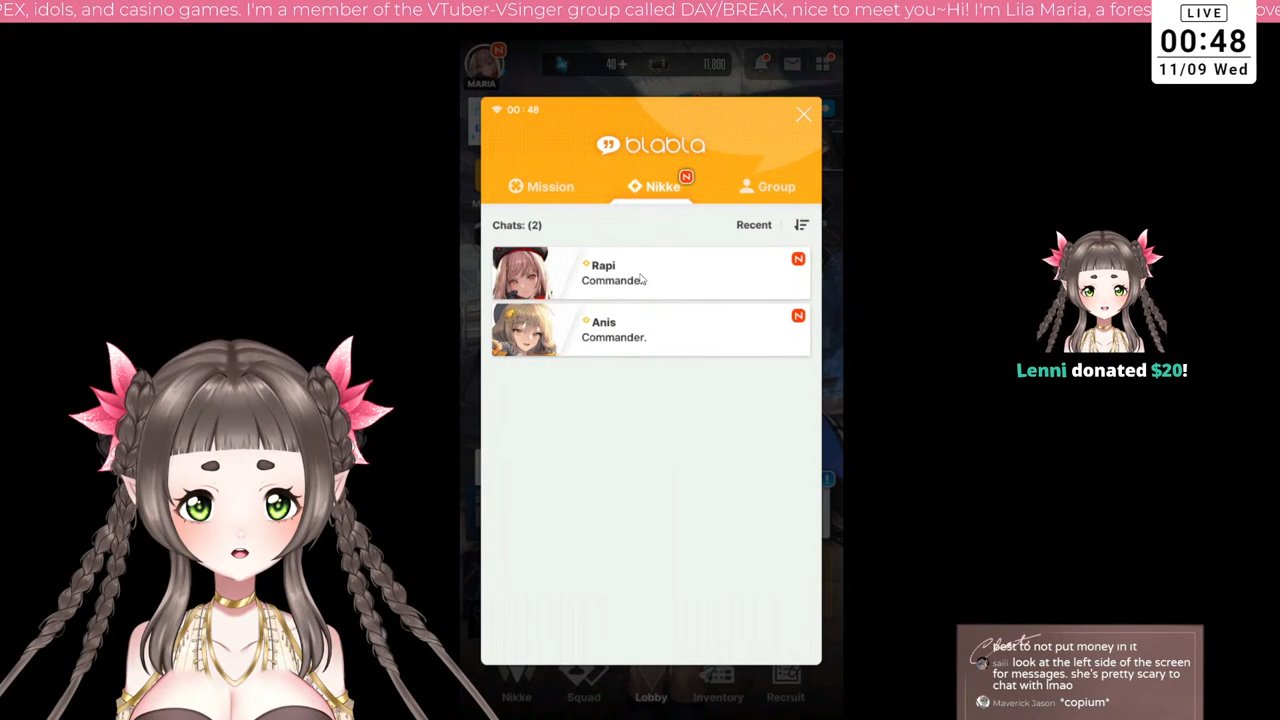 PEX, idols, and casino games. I'm a member of the VTuber-VSinger group called DAY/BREAK, nice to meet you~Hi! I'm Lila Maria, a fores
LIVE
00:48
11/09 Wed
N
MARIA
40+
11,800
00:48
blabla
Mission
Nikke
N
Group
Chats: (2)
Recent
Rapi
Commander.
N
Anis
Commander.
N
Lenni donated $20!
Nikke
Squad
Lobby
Inventory
Recruit
best to not put money in it
saiii look at the left side of the screen
for messages. she's pretty scary to
chat with lmao
Maverick Jason *copium*